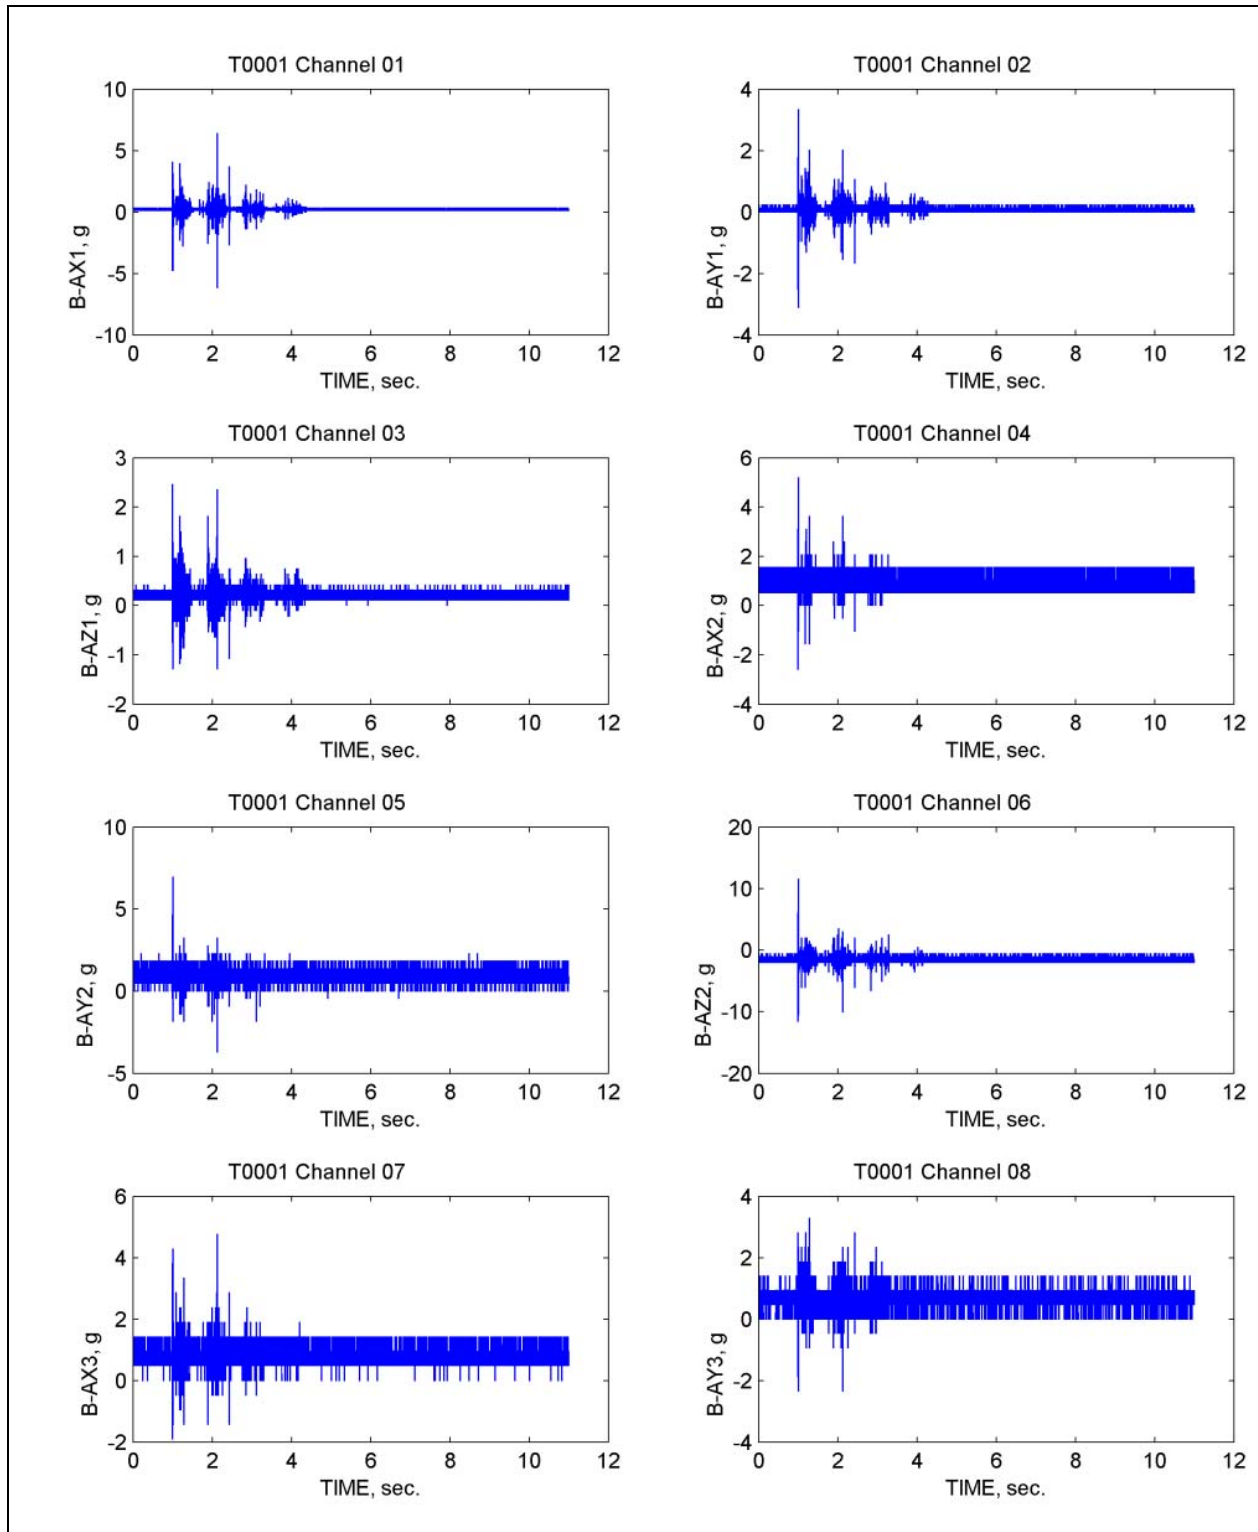 T0001 Channel 01
10
5
0
-5
-10
B-AX1, g
0 2 4 6 8 10 12
TIME, sec.
T0001 Channel 02
4
2
0
-2
-4
B-AY1, g
0 2 4 6 8 10 12
TIME, sec.
T0001 Channel 03
3
2
1
0
-1
-2
B-AZ1, g
0 2 4 6 8 10 12
TIME, sec.
T0001 Channel 04
6
4
2
0
-2
-4
B-AX2, g
0 2 4 6 8 10 12
TIME, sec.
T0001 Channel 05
10
5
0
-5
B-AY2, g
0 2 4 6 8 10 12
TIME, sec.
T0001 Channel 06
20
10
0
-10
-20
B-AZ2, g
0 2 4 6 8 10 12
TIME, sec.
T0001 Channel 07
6
4
2
0
-2
B-AX3, g
0 2 4 6 8 10 12
TIME, sec.
T0001 Channel 08
4
2
0
-2
-4
B-AY3, g
0 2 4 6 8 10 12
TIME, sec.